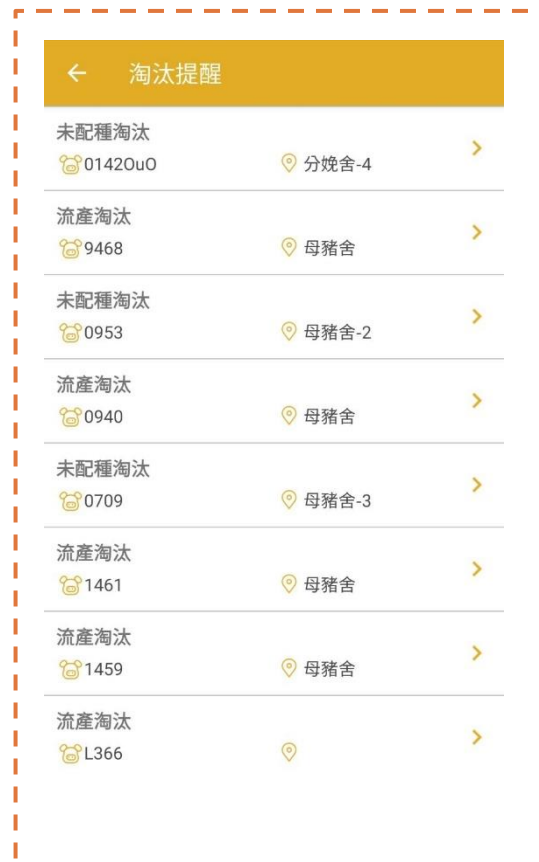 淘汰提醒
未配種淘汰
0142OuO 分娩舍-4
流產淘汰
9468 母豬舍
未配種淘汰
0953 母豬舍-2
流產淘汰
0940 母豬舍
未配種淘汰
0709 母豬舍-3
流產淘汰
1461 母豬舍
流產淘汰
1459 母豬舍
流產淘汰
L366